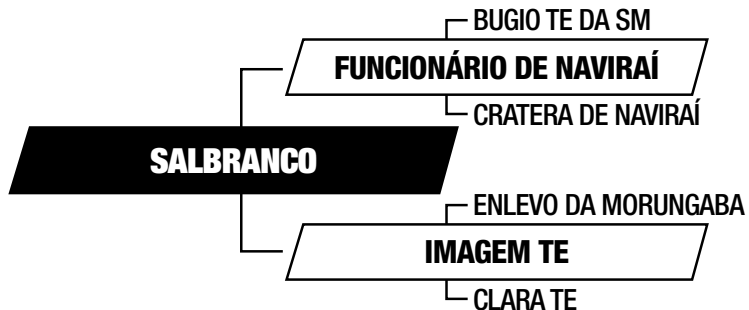 BUGIO TE DA SM
FUNCIONÁRIO DE NAVIRAÍ
CRATERA DE NAVIRAÍ
SALBRANCO
ENLEVO DA MORUNGABA
IMAGEM TE
CLARA TE